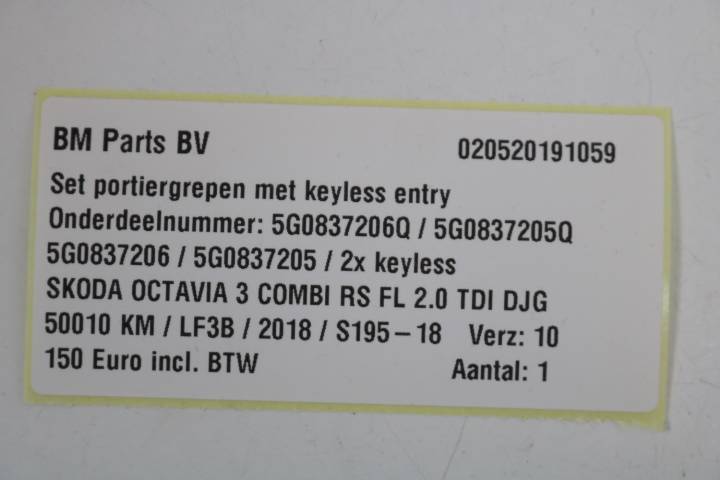 BM Parts BV 020520191059
Set portiergrepen met keyless entry
Onderdeelnummer: 5G0837206Q / 5G0837205Q
5G0837206 / 5G0837205 / 2x keyless
SKODA OCTAVIA 3 COMBI RS FL 2.0 TDI DJG
50010 KM / LF3B / 2018 / S195-18 Verz: 10
150 Euro incl. BTW Aantal: 1